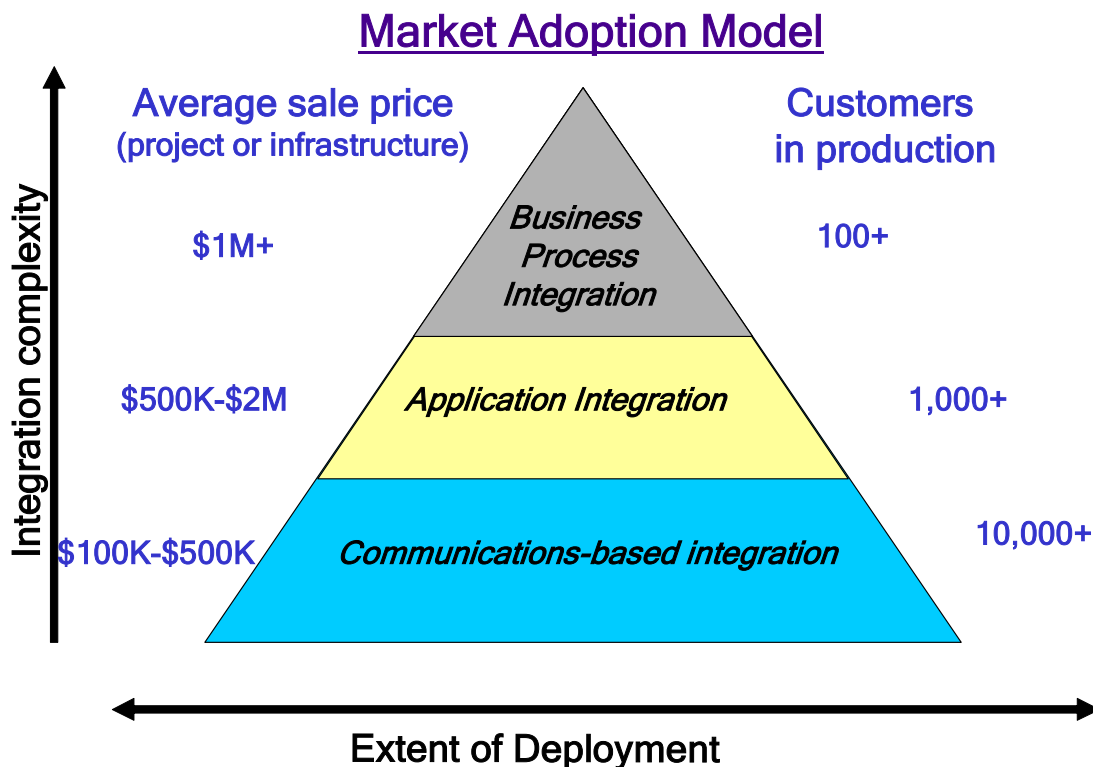 Market Adoption Model
Average sale price
(project or infrastructure)
Customers
in production
Integration complexity
Business
Process
Integration
$1M+
100+
Application Integration
$500K-$2M
1,000+
Communications-based integration
$100K-$500K
10,000+
Extent of Deployment